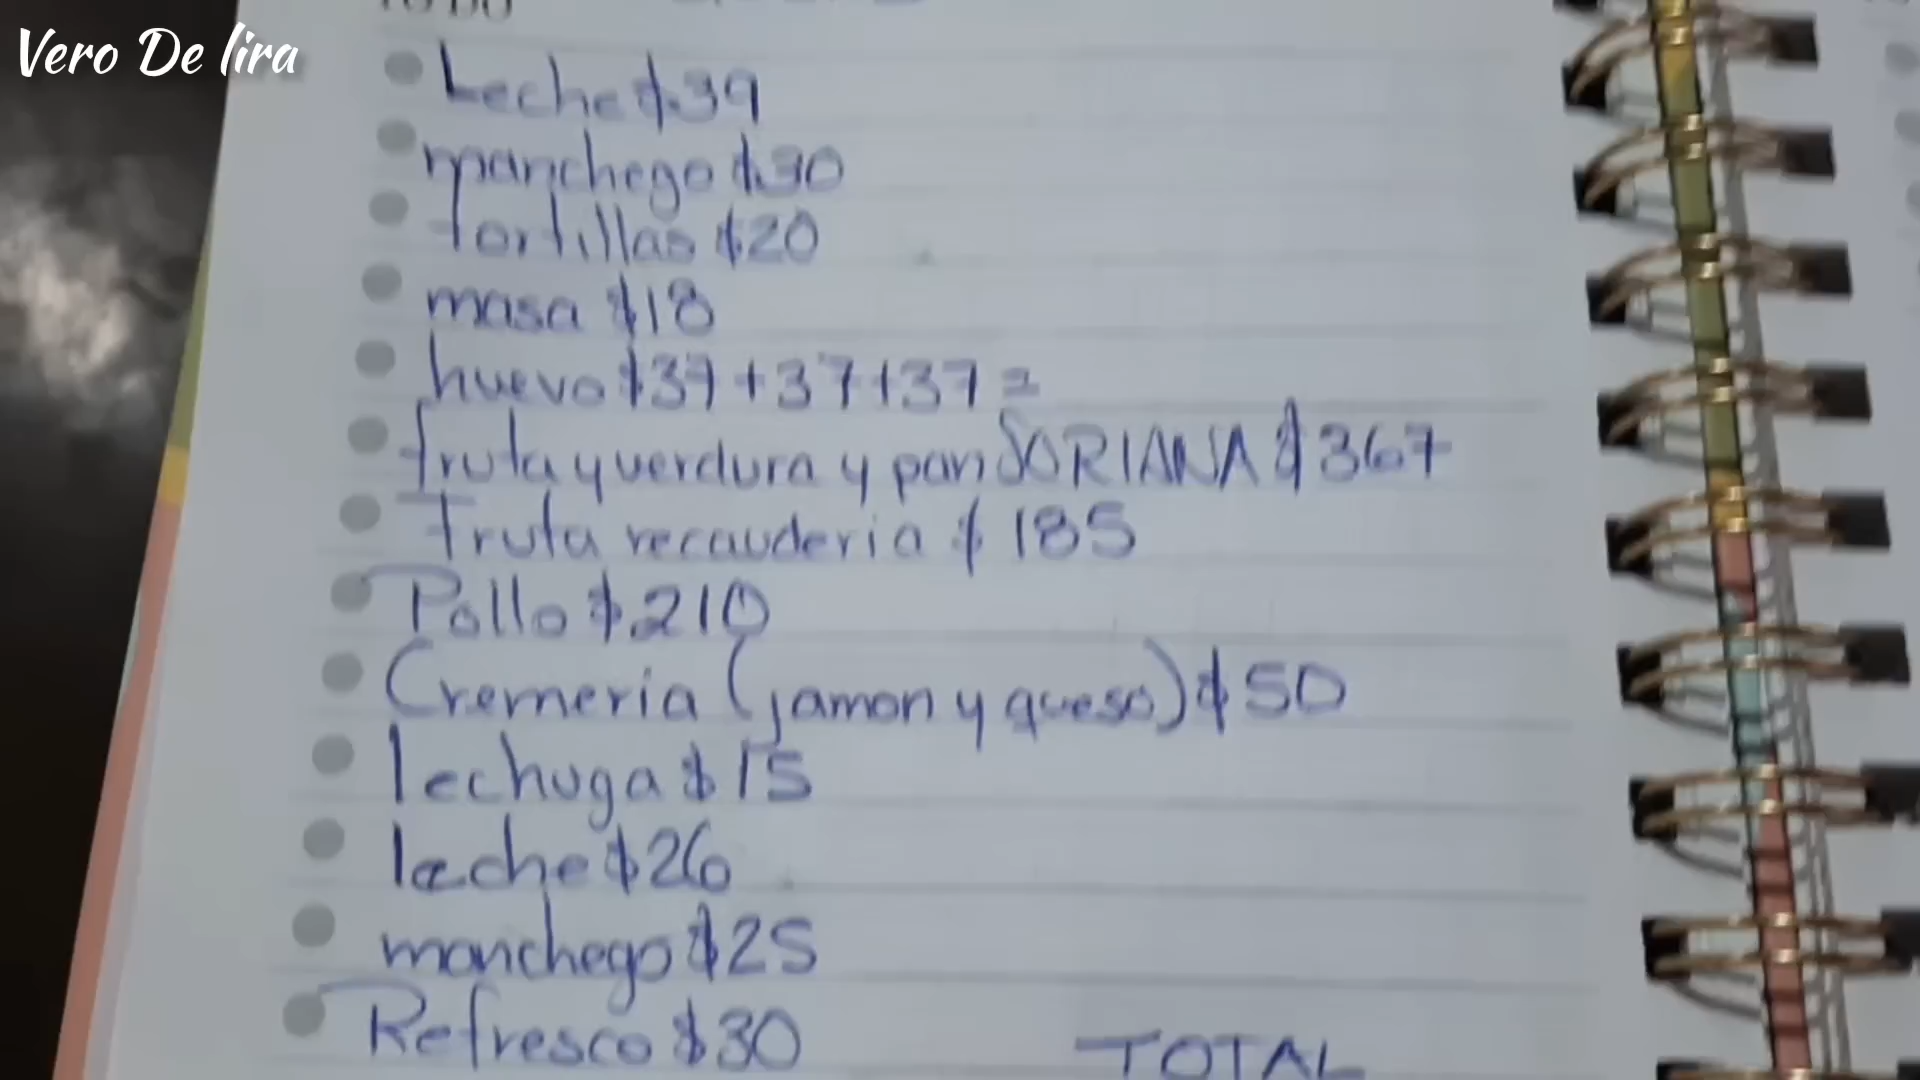 Vero De lira
Leche $39
manchego $30
tortillas $20
masa $18
huevo $37+37+37=
fruta y verdura y pan SORIANA $367
Fruta recauderia $185
Pollo $210
Cremeria (jamon y queso) $50
lechuga $15
leche $26
manchego $25
Refresco $30
TOTAL